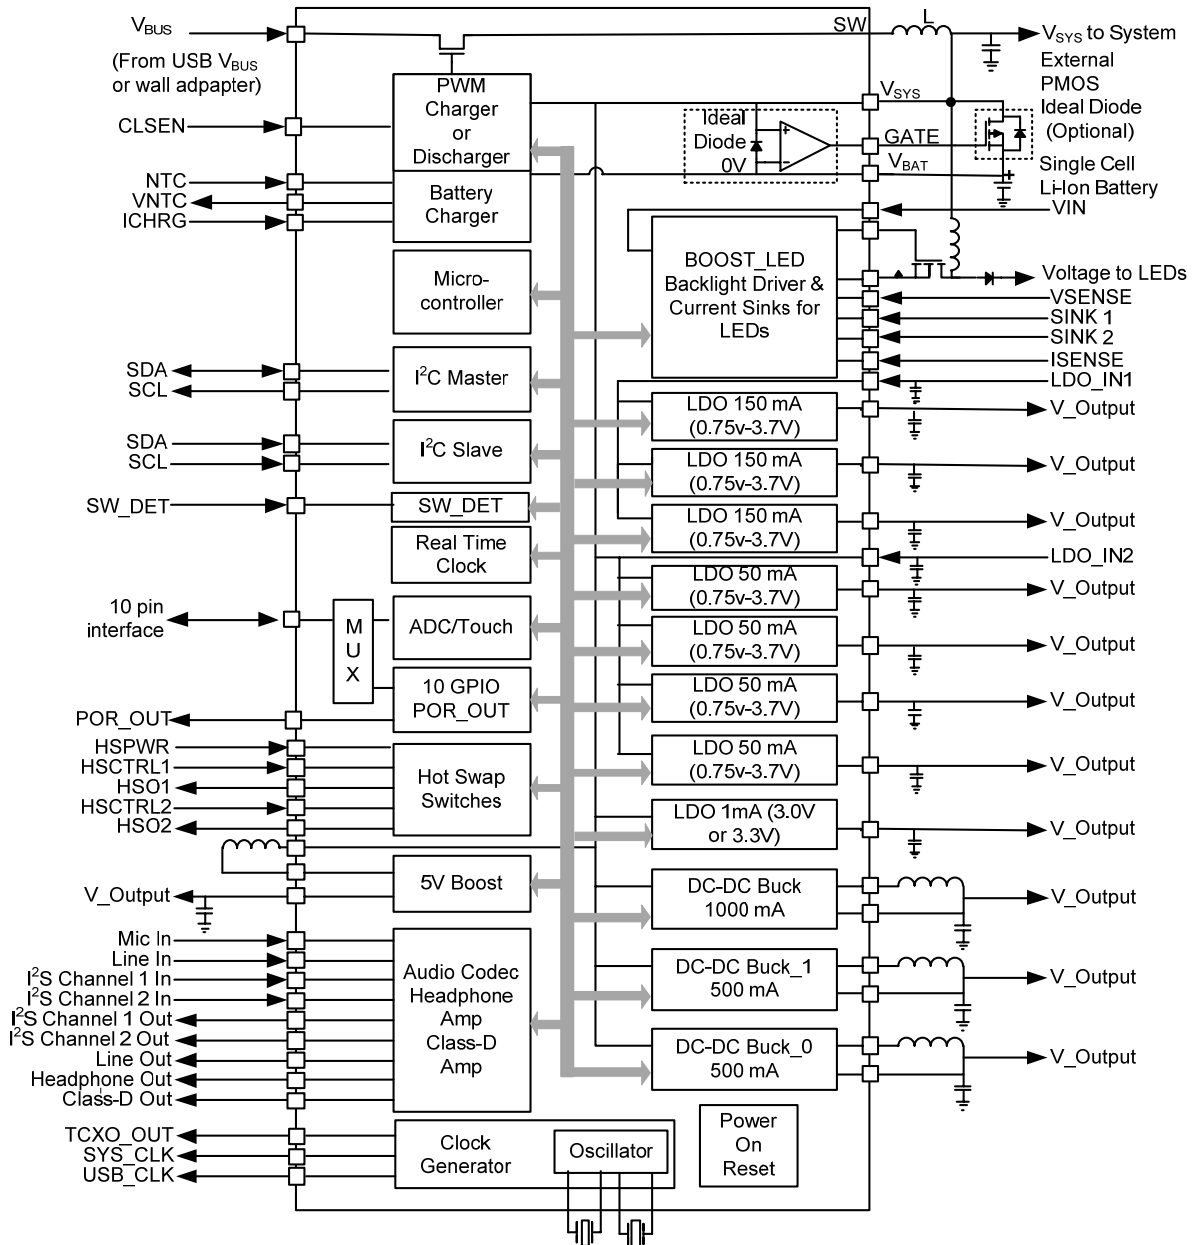 V_BUS
(From USB V_BUS
or wall adpapter)
CLSEN
NTC
VNTC
ICHRG
SDA
SCL
SDA
SCL
SW_DET
10 pin
interface
POR_OUT
HSPWR
HSCTRL1
HSO1
HSCTRL2
HSO2
V_Output
Mic In
Line In
I²S Channel 1 In
I²S Channel 2 In
I²S Channel 1 Out
I²S Channel 2 Out
Line Out
Headphone Out
Class-D Out
TCXO_OUT
SYS_CLK
USB_CLK
PWM
Charger
or
Discharger
Battery
Charger
Micro-
controller
I²C Master
I²C Slave
SW_DET
Real Time
Clock
MUX
ADC/Touch
10 GPIO
POR_OUT
Hot Swap
Switches
5V Boost
Audio Codec
Headphone
Amp
Class-D
Amp
Clock
Generator
Oscillator
Power
On
Reset
Ideal
Diode
0V
+
-
BOOST_LED
Backlight Driver &
Current Sinks for
LEDs
LDO 150 mA
(0.75v-3.7V)
LDO 150 mA
(0.75v-3.7V)
LDO 150 mA
(0.75v-3.7V)
LDO 50 mA
(0.75v-3.7V)
LDO 50 mA
(0.75v-3.7V)
LDO 50 mA
(0.75v-3.7V)
LDO 50 mA
(0.75v-3.7V)
LDO 1mA (3.0V
or 3.3V)
DC-DC Buck
1000 mA
DC-DC Buck_1
500 mA
DC-DC Buck_0
500 mA
SW
L
V_SYS
GATE
V_BAT
+
V_SYS to System
External
PMOS
Ideal Diode
(Optional)
Single Cell
Li-Ion Battery
VIN
Voltage to LEDs
VSENSE
SINK 1
SINK 2
ISENSE
LDO_IN1
V_Output
V_Output
V_Output
LDO_IN2
V_Output
V_Output
V_Output
V_Output
V_Output
V_Output
V_Output
V_Output